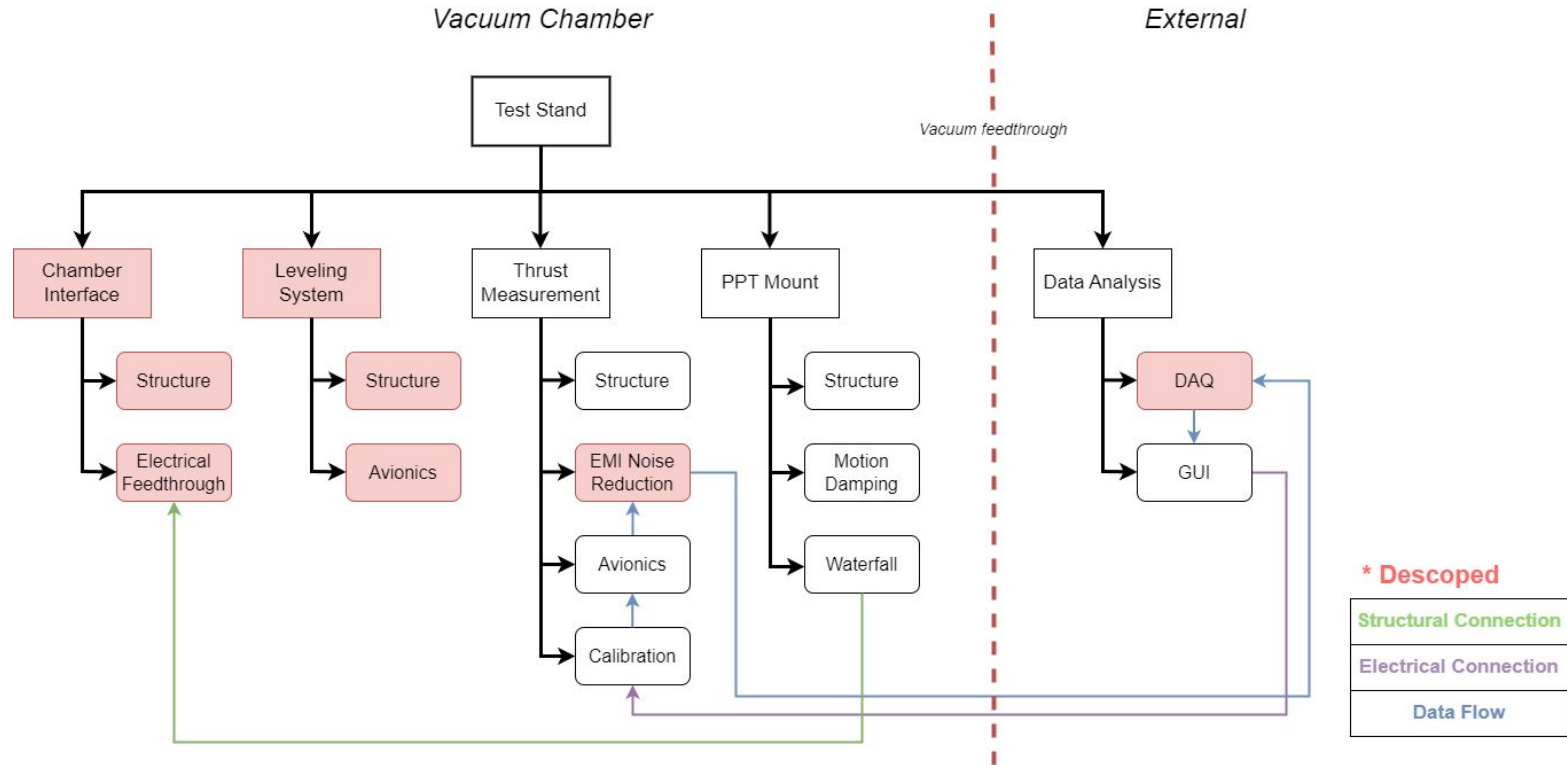 Vacuum Chamber
External
Test Stand
Vacuum feedthrough
Chamber
Interface
Leveling
System
Thrust
Measurement
PPT Mount
Data Analysis
Structure
Structure
Structure
Structure
DAQ
Electrical
Feedthrough
Avionics
EMI Noise
Reduction
Motion
Damping
GUI
Avionics
Waterfall
Calibration
* Descoped
Structural Connection
Electrical Connection
Data Flow